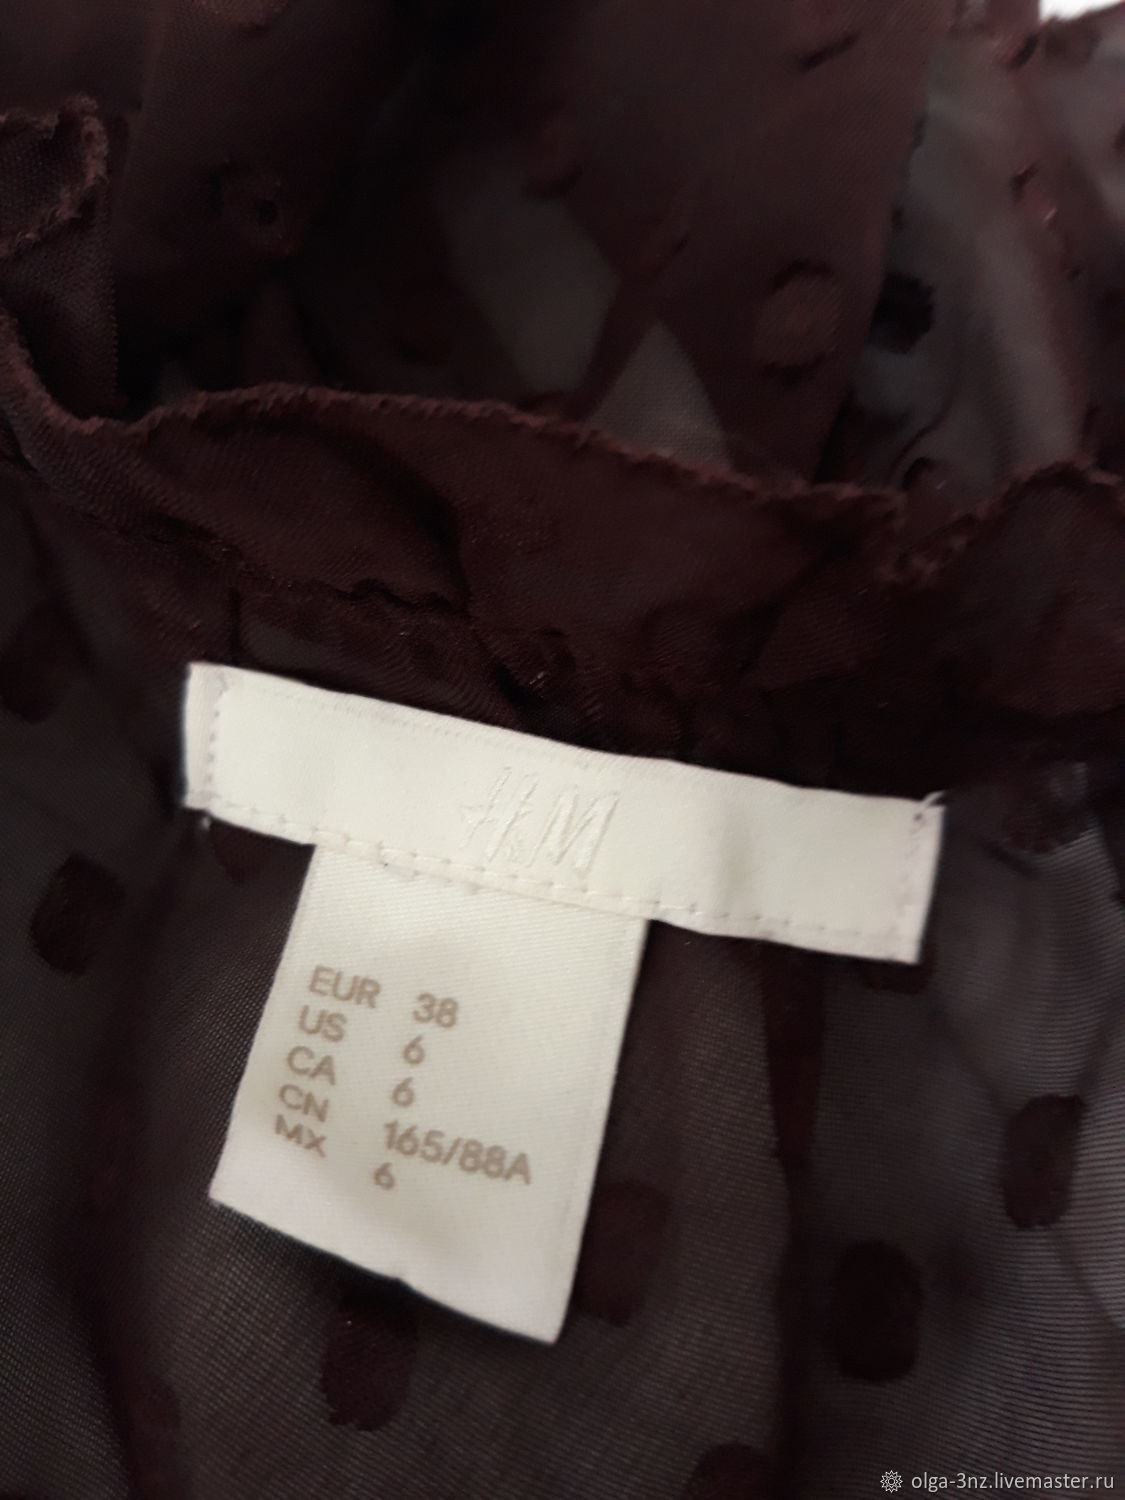 H&M
EUR 38
US 6
CA 6
CN 165/88A
MX 6
olga-3nz.livemaster.ru